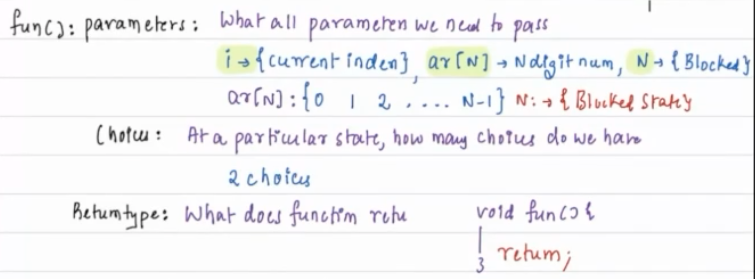 func(): parameters: What all parameters we need to pass
i → {current index}, ar[N] → N digit num, N → {Blocked}
ar[N] : {0 1 2 .... N-1} N: → { Blocked State}
Choices: At a particular state, how many choices do we have
2 choices
Return type: What does function retu void func() {
return;
}